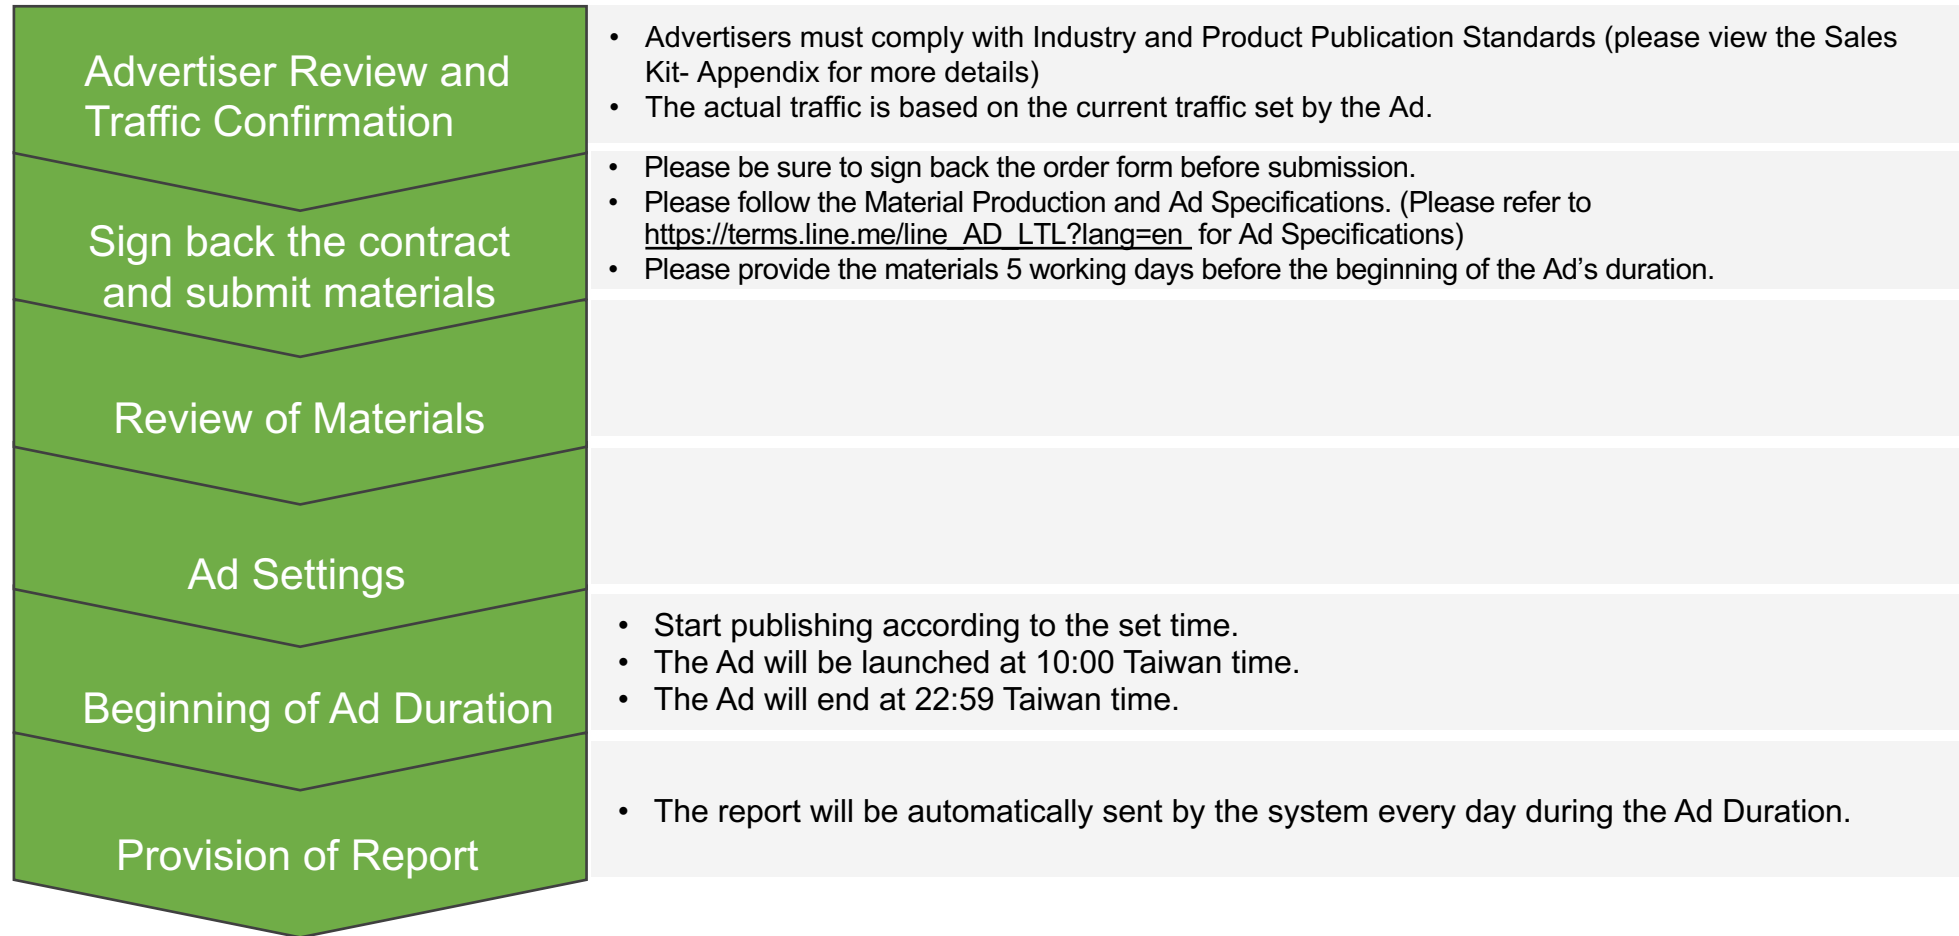 Advertiser Review and
Traffic Confirmation
• Advertisers must comply with Industry and Product Publication Standards (please view the Sales
Kit- Appendix for more details)
• The actual traffic is based on the current traffic set by the Ad.
Sign back the contract
and submit materials
• Please be sure to sign back the order form before submission.
• Please follow the Material Production and Ad Specifications. (Please refer to
https://terms.line.me/line_AD_LTL?lang=en for Ad Specifications)
• Please provide the materials 5 working days before the beginning of the Ad’s duration.
Review of Materials
Ad Settings
Beginning of Ad Duration
• Start publishing according to the set time.
• The Ad will be launched at 10:00 Taiwan time.
• The Ad will end at 22:59 Taiwan time.
Provision of Report
• The report will be automatically sent by the system every day during the Ad Duration.